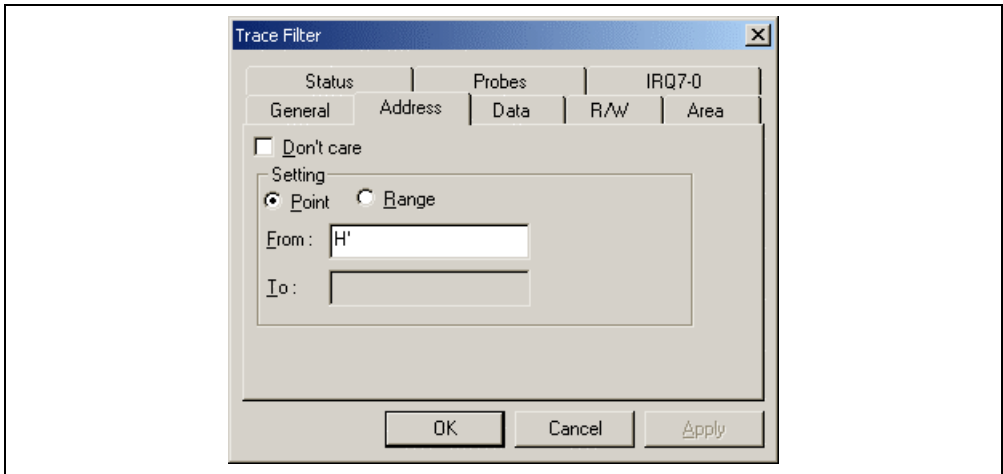 Trace Filter
Status Probes IRQ7-0
General Address Data R/W Area
Don't care
Setting
Point Range
From : H'
To :
OK Cancel Apply